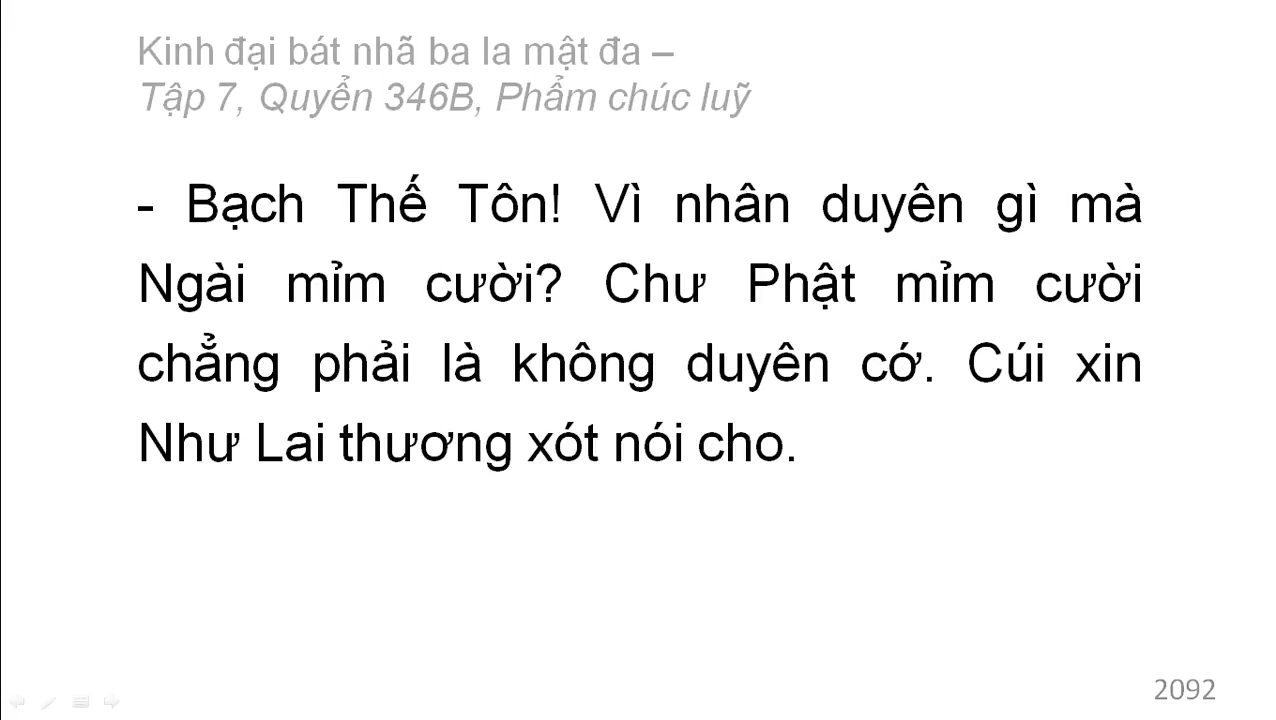 Kinh đại bát nhã ba la mật đa –
Tập 7, Quyển 346B, Phẩm chúc luỹ
- Bạch Thế Tôn! Vì nhân duyên gì mà
Ngài mỉm cười? Chư Phật mỉm cười
chẳng phải là không duyên cớ. Cúi xin
Như Lai thương xót nói cho.
2092